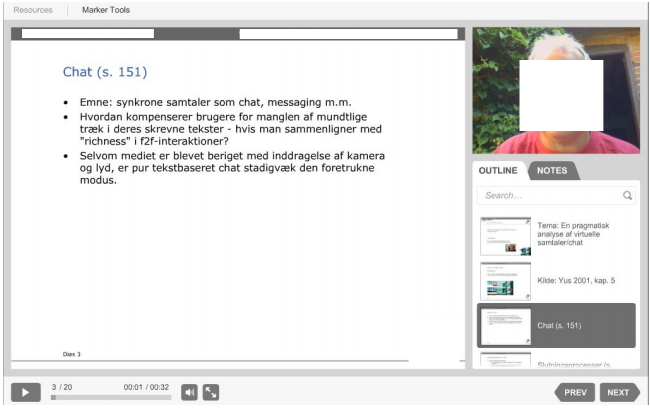 Resources
Marker Tools
Chat (s. 151)
• Emne: synkrone samtaler som chat, messaging m.m.
• Hvordan kompenserer brugere for manglen af mundtlige
træk i deres skrevne tekster - hvis man sammenligner med
"richness" i f2f-interaktioner?
• Selvom mediet er blevet beriget med inddragelse af kamera
og lyd, er pur tekstbaseret chat stadigvæk den foretrukne
modus.
Dias 3
OUTLINE
NOTES
Search...
Tema: En pragmatisk
analyse af virtuelle
samtaler/chat
Kilde: Yus 2001, kap. 5
Chat (s. 151)
Slutningsprocesser (s
3 / 20
00:01 / 00:32
PREV
NEXT